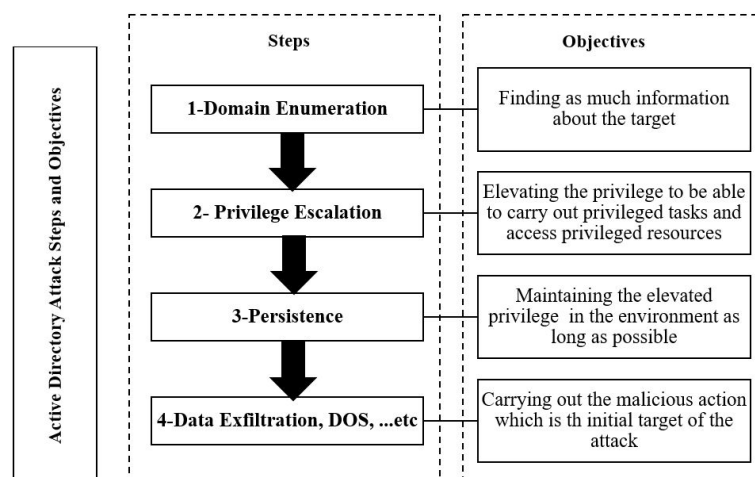 Active Directory Attack Steps and Objectives
Steps
Objectives
1-Domain Enumeration
Finding as much information
about the target
2- Privilege Escalation
Elevating the privilege to be able
to carry out privileged tasks and
access privileged resources
3-Persistence
Maintaining the elevated
privilege in the environment as
long as possible
4-Data Exfiltration, DOS, ...etc
Carrying out the malicious action
which is th initial target of the
attack